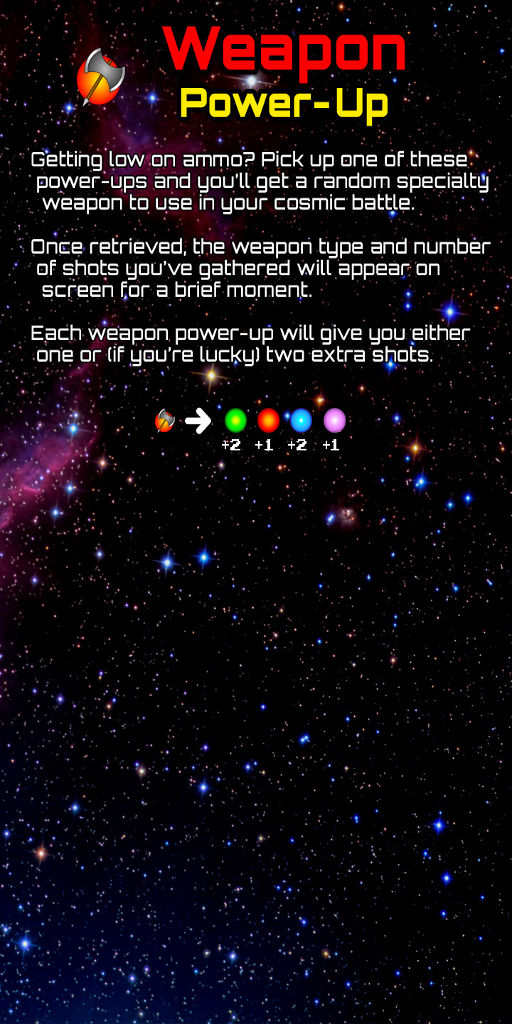 Weapon
Power-Up
Getting low on ammo? Pick up one of these
power-ups and you'll get a random specialty
weapon to use in your cosmic battle.
Once retrieved, the weapon type and number
of shots you've gathered will appear on
screen for a brief moment.
Each weapon power-up will give you either
one or (if you're lucky) two extra shots.
+2 +1 +2 +1